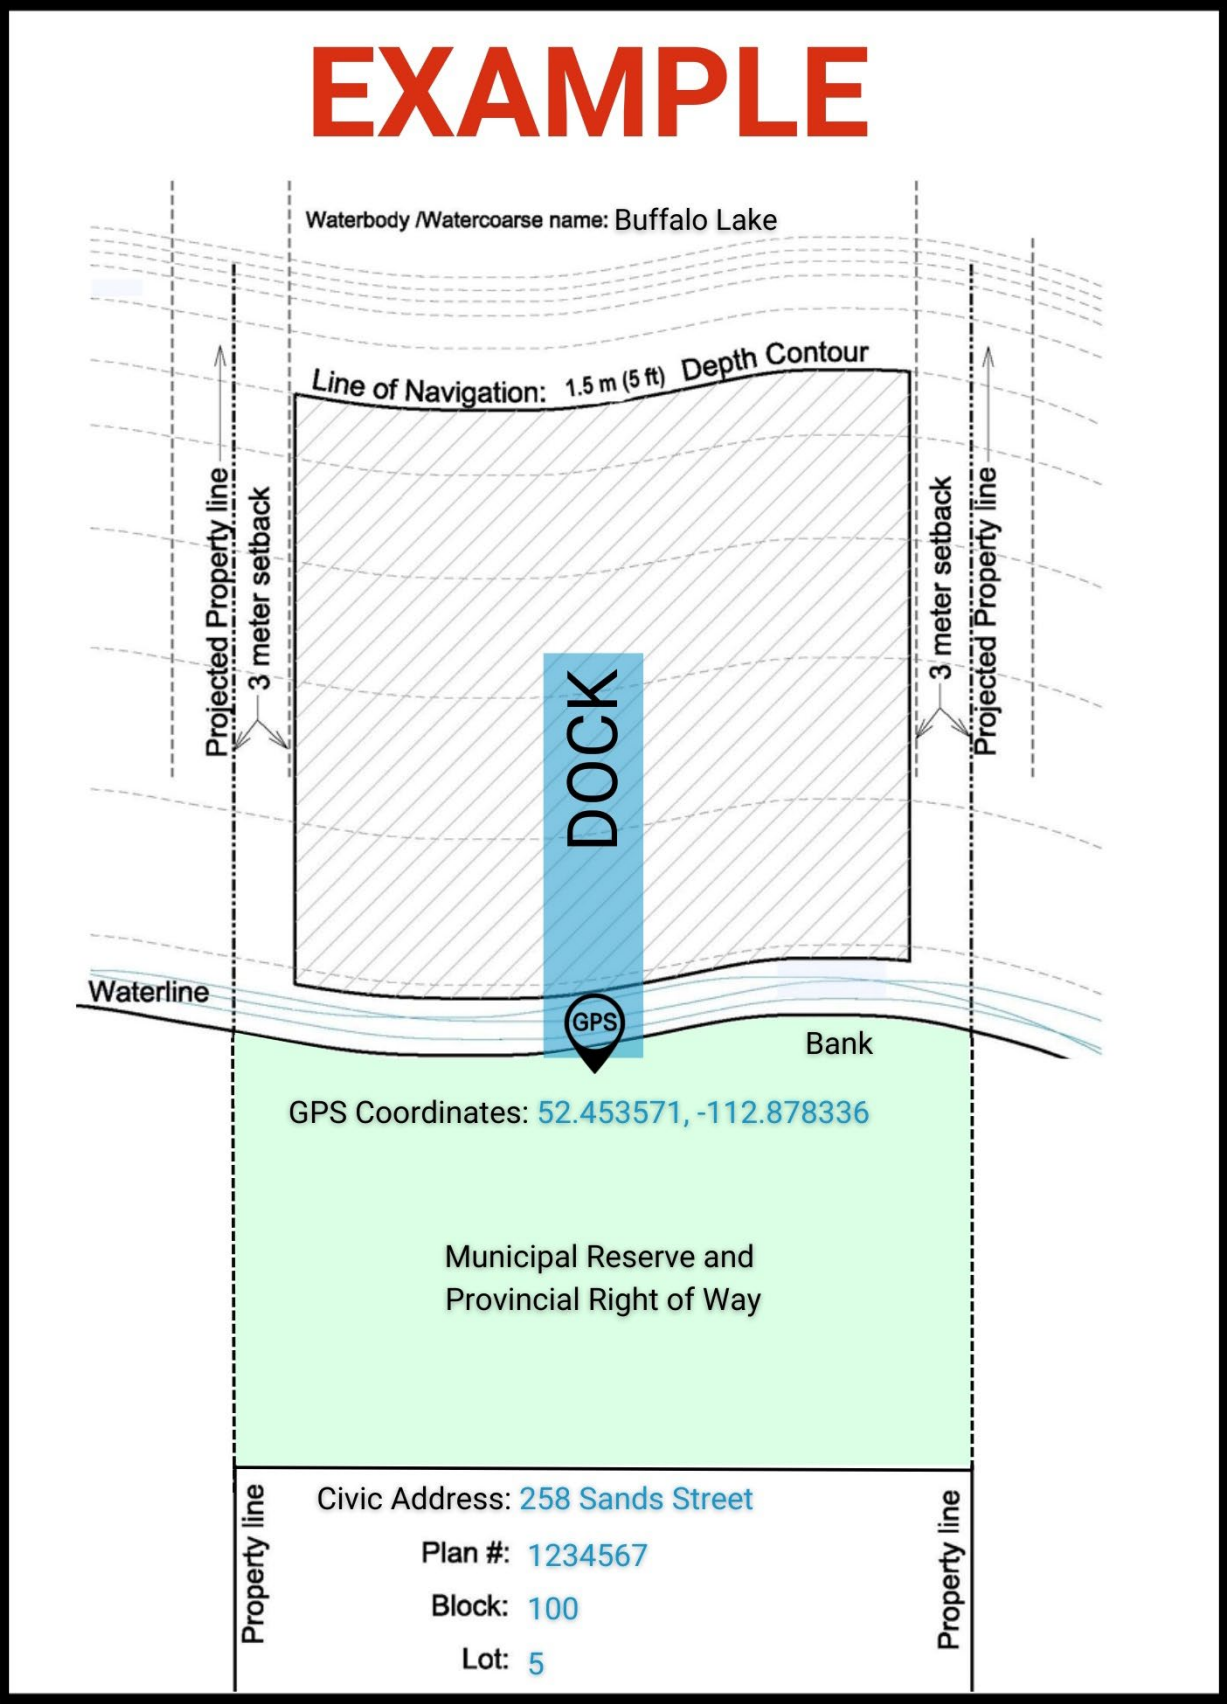 EXAMPLE
Waterbody /Watercoarse name: Buffalo Lake
Line of Navigation: 1.5 m (5 ft) Depth Contour
Projected Property line
3 meter setback
3 meter setback
Projected Property line
DOCK
Waterline
GPS
Bank
GPS Coordinates: 52.453571, -112.878336
Municipal Reserve and
Provincial Right of Way
Property line
Civic Address: 258 Sands Street
Plan #: 1234567
Block: 100
Lot: 5
Property line